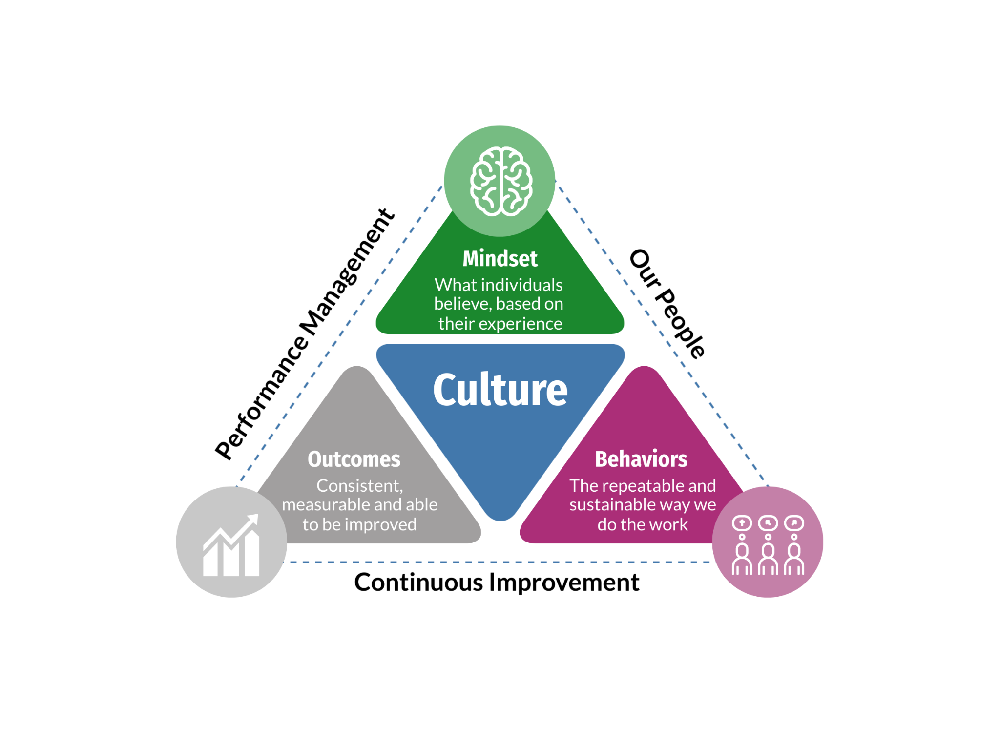 Performance Management
Our People
Mindset
What individuals
believe, based on
their experience
Culture
Outcomes
Consistent,
measurable and able
to be improved
Behaviors
The repeatable and
sustainable way we
do the work
Continuous Improvement